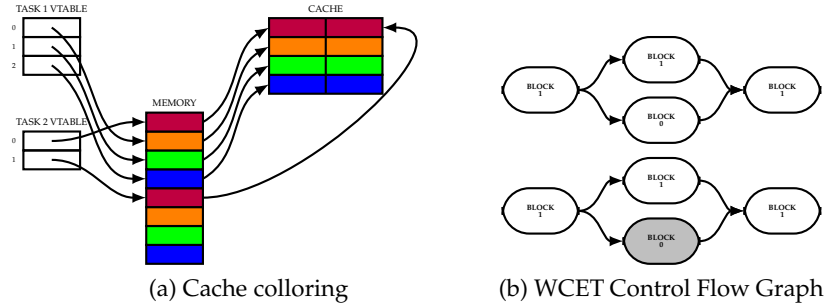 TASK 1 VTABLE
0
1
2
TASK 2 VTABLE
0
1
MEMORY
CACHE
(a) Cache colloring
BLOCK
1
BLOCK
1
BLOCK
0
BLOCK
1
BLOCK
1
BLOCK
1
BLOCK
0
BLOCK
1
(b) WCET Control Flow Graph